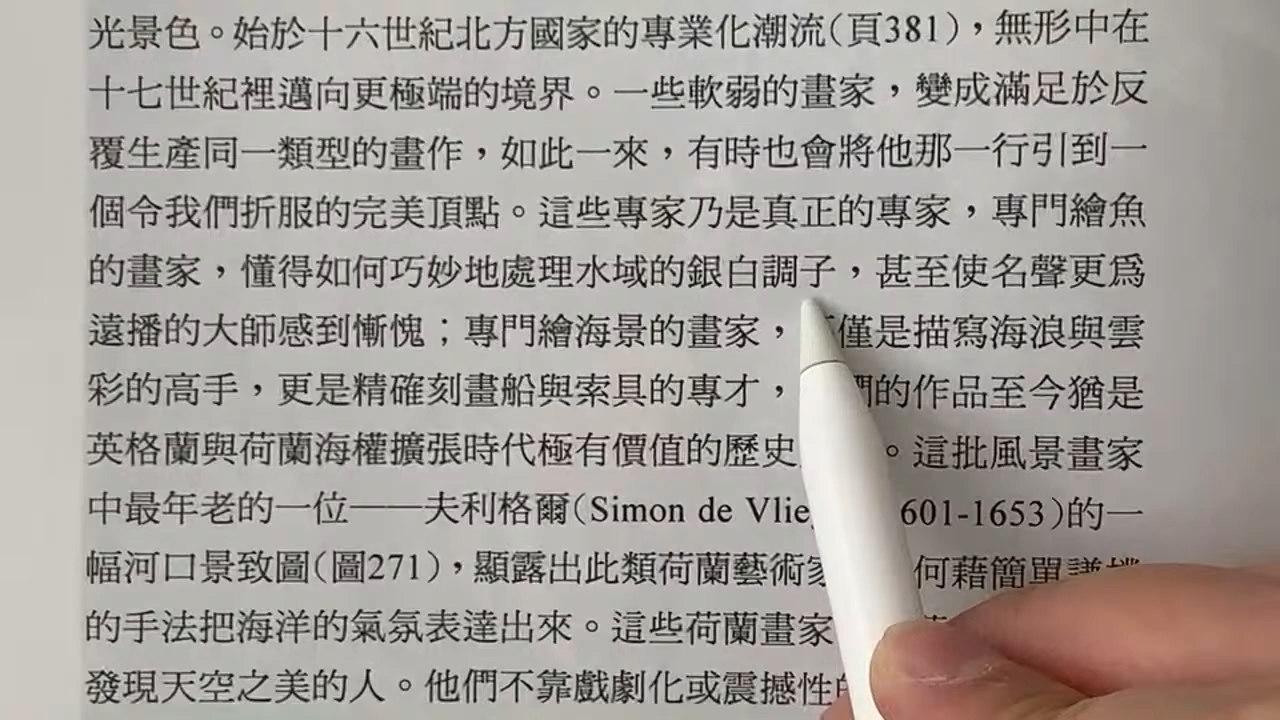 光景色。始於十六世紀北方國家的專業化潮流(頁381)，無形中在
十七世紀裡邁向更極端的境界。一些軟弱的畫家，變成滿足於反
覆生產同一類型的畫作，如此一來，有時也會將他那一行引到一
個令我們折服的完美頂點。這些專家乃是真正的專家，專門繪魚
的畫家，懂得如何巧妙地處理水域的銀白調子，甚至使名聲更爲
遠播的大師感到慚愧；專門繪海景的畫家，僅是描寫海浪與雲
彩的高手，更是精確刻畫船與索具的專才，們的作品至今猶是
英格蘭與荷蘭海權擴張時代極有價值的歷史。這批風景畫家
中最年老的一位——夫利格爾(Simon de 601-1653)的一
幅河口景致圖(圖271)，顯露出此類荷蘭藝術家何藉簡單謙樸
的手法把海洋的氣氛表達出來。這些荷蘭畫家
發現天空之美的人。他們不靠戲劇化或震撼性